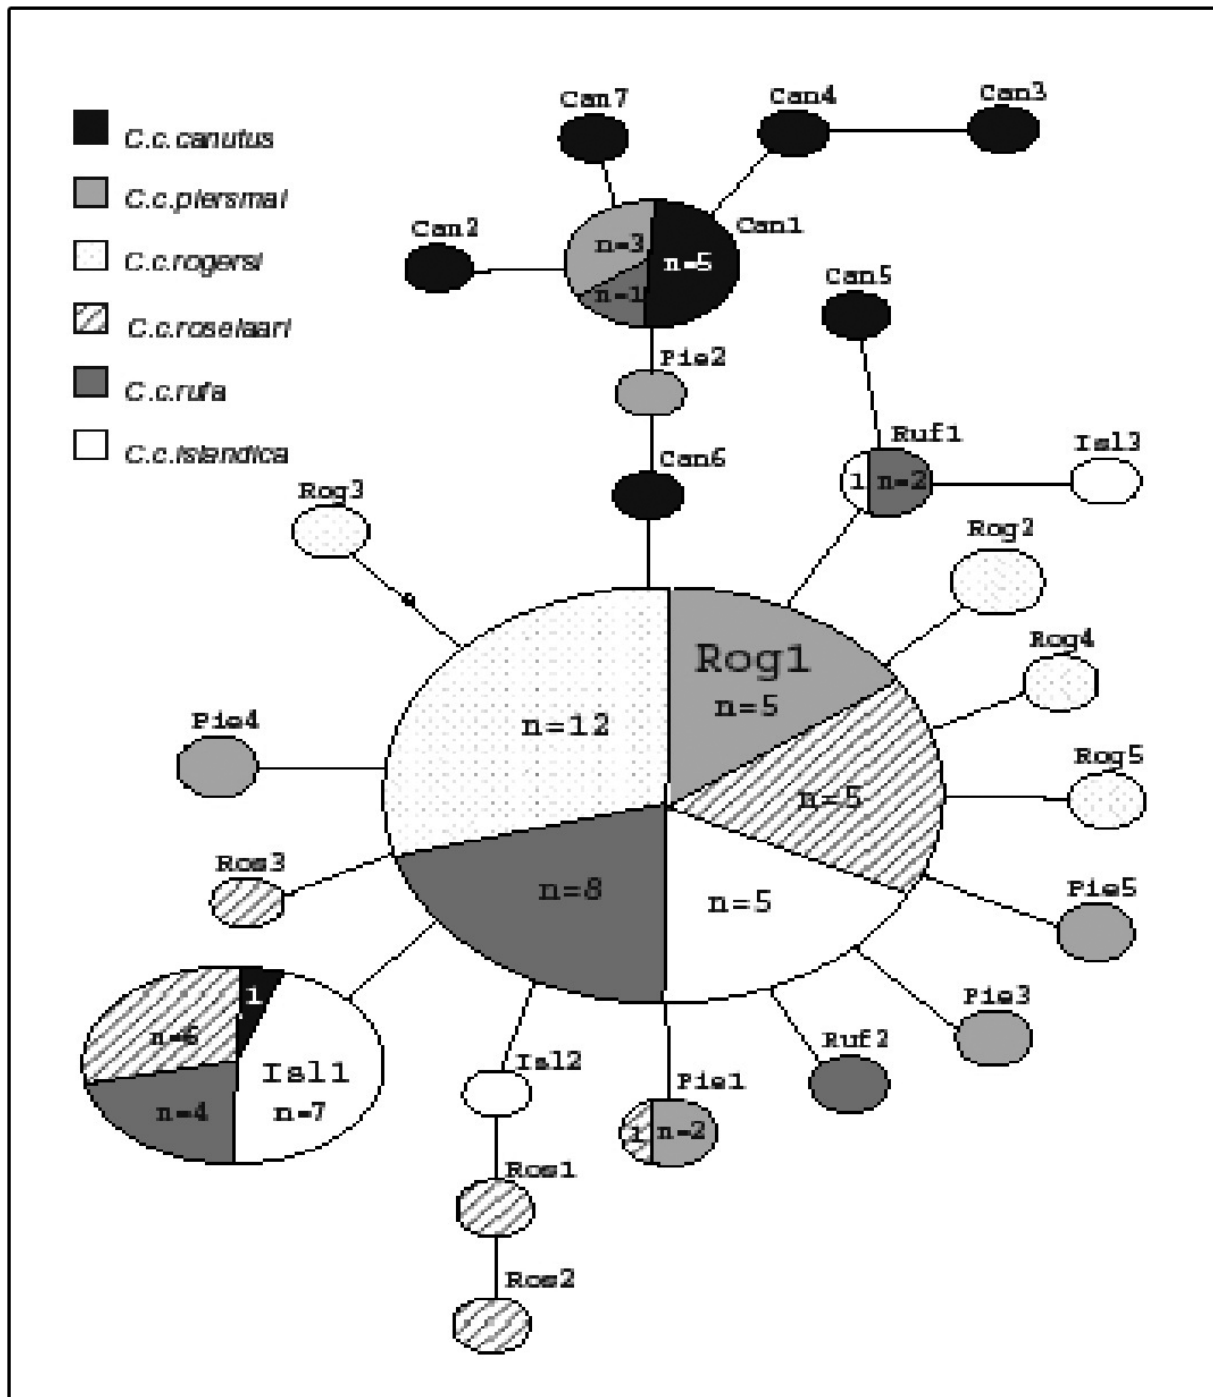 C.c.canutus
C.c.piersmai
C.c.rogersi
C.c.roselaari
C.c.rufa
C.c.islandica
Can7
Can4
Can3
Can2
n=3
n=5
n=1
Can1
Can5
Pie2
Can6
Ruf1
1
n=2
Isl3
Rog3
Rog2
Rog1
n=5
Rog4
n=12
Pie4
Rog5
n=5
Ros3
n=8
n=5
Pie5
1
n=6
Isl1
n=4
n=7
Isl2
Pie3
Ruf2
Pie1
1
n=2
Ros1
Ros2